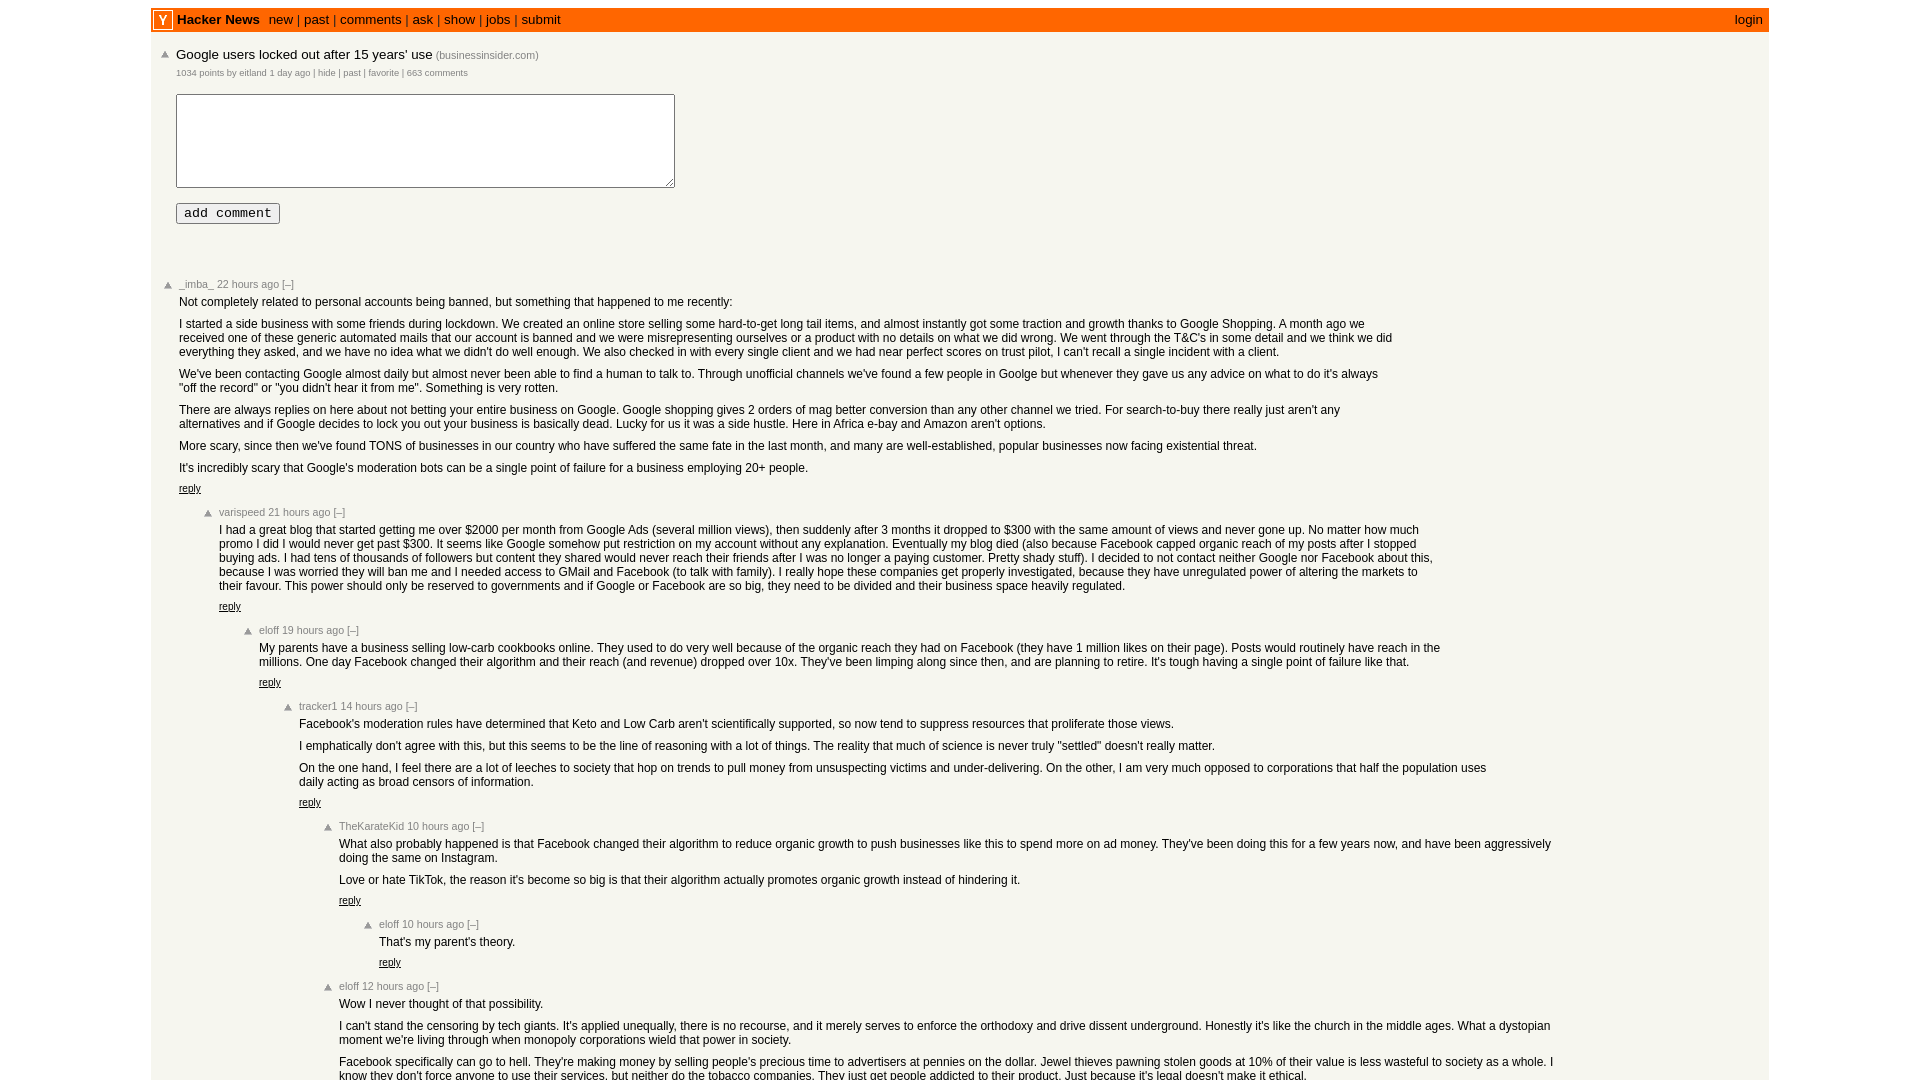 Y Hacker News new | past | comments | ask | show | jobs | submit login
Google users locked out after 15 years' use (businessinsider.com)
1034 points by eitland 1 day ago | hide | past | favorite | 663 comments
add comment
_imba_ 22 hours ago [–]
Not completely related to personal accounts being banned, but something that happened to me recently:
I started a side business with some friends during lockdown. We created an online store selling some hard-to-get long tail items, and almost instantly got some traction and growth thanks to Google Shopping. A month ago we
received one of these generic automated mails that our account is banned and we were misrepresenting ourselves or a product with no details on what we did wrong. We went through the T&C's in some detail and we think we did
everything they asked, and we have no idea what we didn't do well enough. We also checked in with every single client and we had near perfect scores on trust pilot, I can't recall a single incident with a client.
We've been contacting Google almost daily but almost never been able to find a human to talk to. Through unofficial channels we've found a few people in Goolge but whenever they gave us any advice on what to do it's always
"off the record" or "you didn't hear it from me". Something is very rotten.
There are always replies on here about not betting your entire business on Google. Google shopping gives 2 orders of mag better conversion than any other channel we tried. For search-to-buy there really just aren't any
alternatives and if Google decides to lock you out your business is basically dead. Lucky for us it was a side hustle. Here in Africa e-bay and Amazon aren't options.
More scary, since then we've found TONS of businesses in our country who have suffered the same fate in the last month, and many are well-established, popular businesses now facing existential threat.
It's incredibly scary that Google's moderation bots can be a single point of failure for a business employing 20+ people.
reply
varispeed 21 hours ago [–]
I had a great blog that started getting me over $2000 per month from Google Ads (several million views), then suddenly after 3 months it dropped to $300 with the same amount of views and never gone up. No matter how much
promo I did I would never get past $300. It seems like Google somehow put restriction on my account without any explanation. Eventually my blog died (also because Facebook capped organic reach of my posts after I stopped
buying ads. I had tens of thousands of followers but content they shared would never reach their friends after I was no longer a paying customer. Pretty shady stuff). I decided to not contact neither Google nor Facebook about this,
because I was worried they will ban me and I needed access to GMail and Facebook (to talk with family). I really hope these companies get properly investigated, because they have unregulated power of altering the markets to
their favour. This power should only be reserved to governments and if Google or Facebook are so big, they need to be divided and their business space heavily regulated.
reply
eloff 19 hours ago [–]
My parents have a business selling low-carb cookbooks online. They used to do very well because of the organic reach they had on Facebook (they have 1 million likes on their page). Posts would routinely have reach in the
millions. One day Facebook changed their algorithm and their reach (and revenue) dropped over 10x. They've been limping along since then, and are planning to retire. It's tough having a single point of failure like that.
reply
tracker1 14 hours ago [–]
Facebook's moderation rules have determined that Keto and Low Carb aren't scientifically supported, so now tend to suppress resources that proliferate those views.
I emphatically don't agree with this, but this seems to be the line of reasoning with a lot of things. The reality that much of science is never truly "settled" doesn't really matter.
On the one hand, I feel there are a lot of leeches to society that hop on trends to pull money from unsuspecting victims and under-delivering. On the other, I am very much opposed to corporations that half the population uses
daily acting as broad censors of information.
reply
TheKarateKid 10 hours ago [–]
What also probably happened is that Facebook changed their algorithm to reduce organic growth to push businesses like this to spend more on ad money. They've been doing this for a few years now, and have been aggressively
doing the same on Instagram.
Love or hate TikTok, the reason it's become so big is that their algorithm actually promotes organic growth instead of hindering it.
reply
eloff 10 hours ago [–]
That's my parent's theory.
reply
eloff 12 hours ago [–]
Wow I never thought of that possibility.
I can't stand the censoring by tech giants. It's applied unequally, there is no recourse, and it merely serves to enforce the orthodoxy and drive dissent underground. Honestly it's like the church in the middle ages. What a dystopian
moment we're living through when monopoly corporations wield that power in society.
Facebook specifically can go to hell. They're making money by selling people's precious time to advertisers at pennies on the dollar. Jewel thieves pawning stolen goods at 10% of their value is less wasteful to society as a whole. I
know they don't force anyone to use their services, but neither do the tobacco companies. They just get people addicted to their product. Just because it's legal doesn't make it ethical.